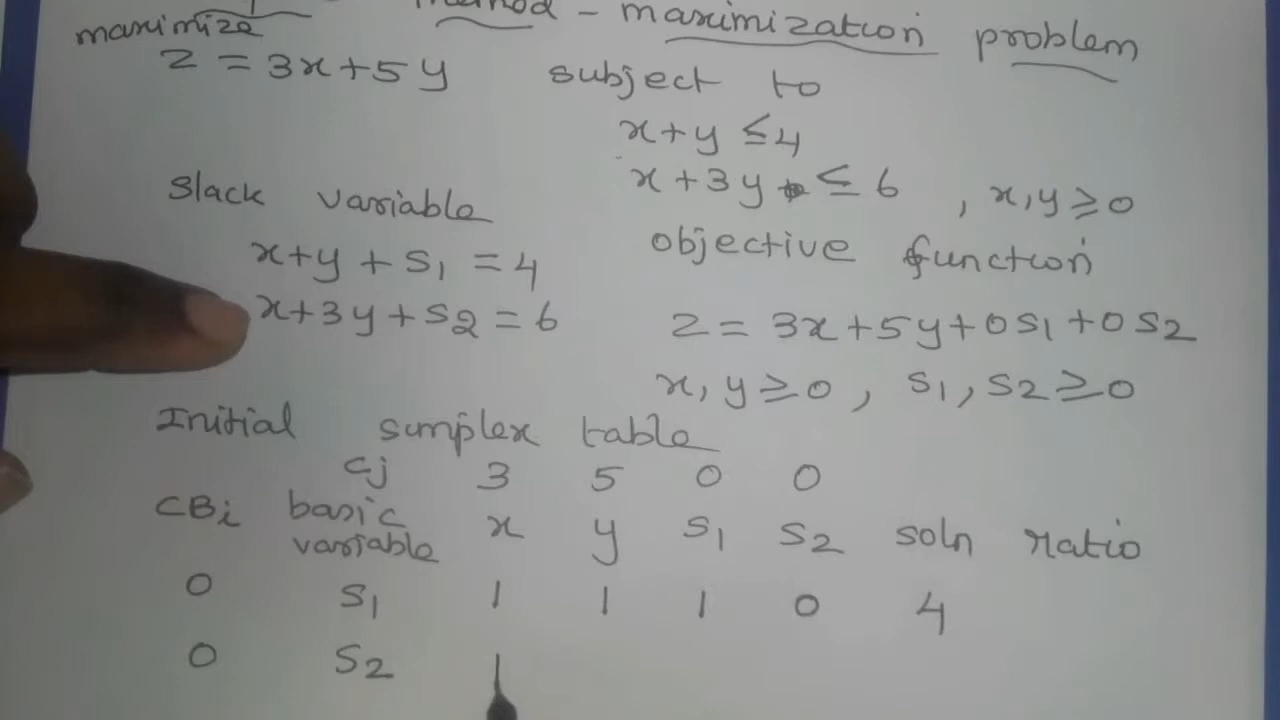 method - maximization problem
maximize
Z = 3x+5y subject to
x+y ≤4
x+3y ≤ 6 , x,y≥0
Slack variable
x+y+S1 = 4
x+3y+S2 = 6
objective function
Z = 3x+5y+0S1+0S2
x,y≥0, S1,S2≥0
Initial simplex table
Cj 3 5 0 0
CBi basic variable x y S1 S2 soln ratio
0 S1 1 1 1 0 4
0 S2 1